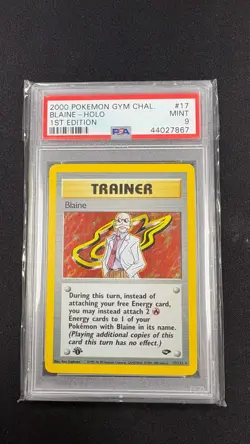 2000 POKEMON GYM CHAL. #17
BLAINE - HOLO MINT
1ST EDITION PSA 9
44027867
TRAINER
Blaine
During this turn, instead of
attaching your free Energy card,
you may instead attach 2
Energy cards to 1 of your
Pokémon with Blaine in its name.
(Playing additional copies of
card this turn has no effect.)